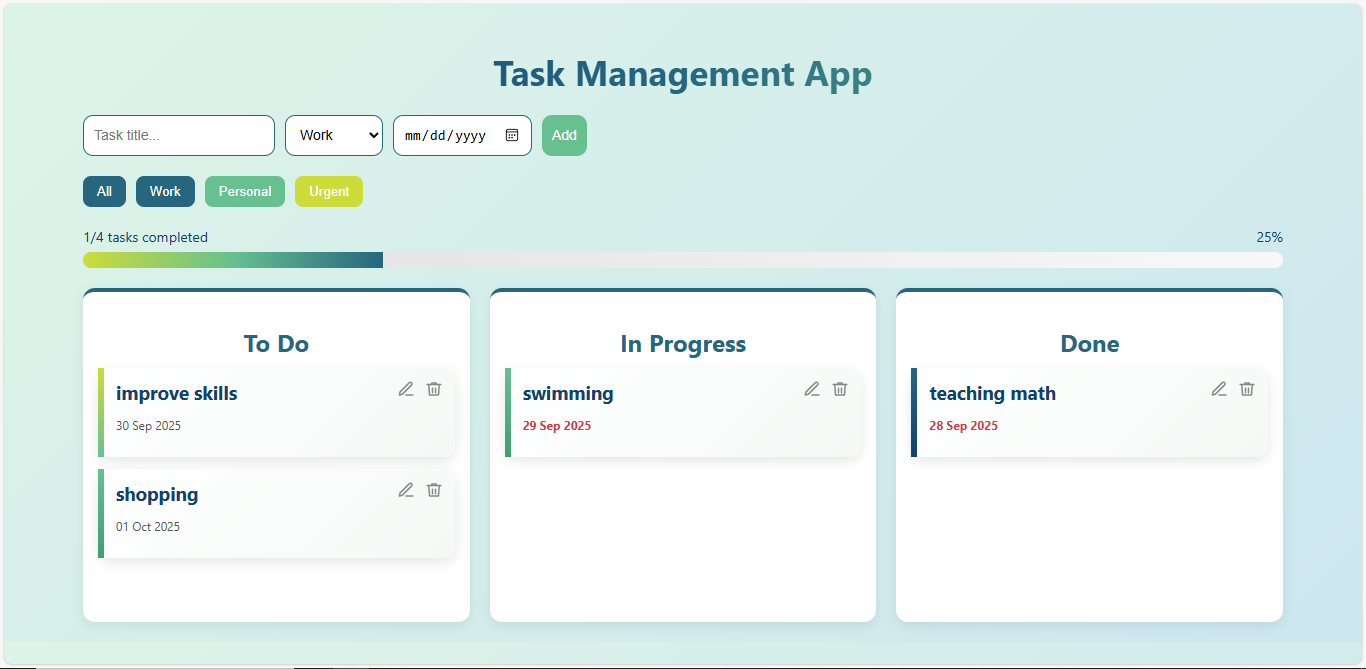 Task Management App
Task title... Work mm/dd/yyyy Add
All Work Personal Urgent
1/4 tasks completed 25%
To Do
improve skills
30 Sep 2025
shopping
01 Oct 2025
In Progress
swimming
29 Sep 2025
Done
teaching math
28 Sep 2025